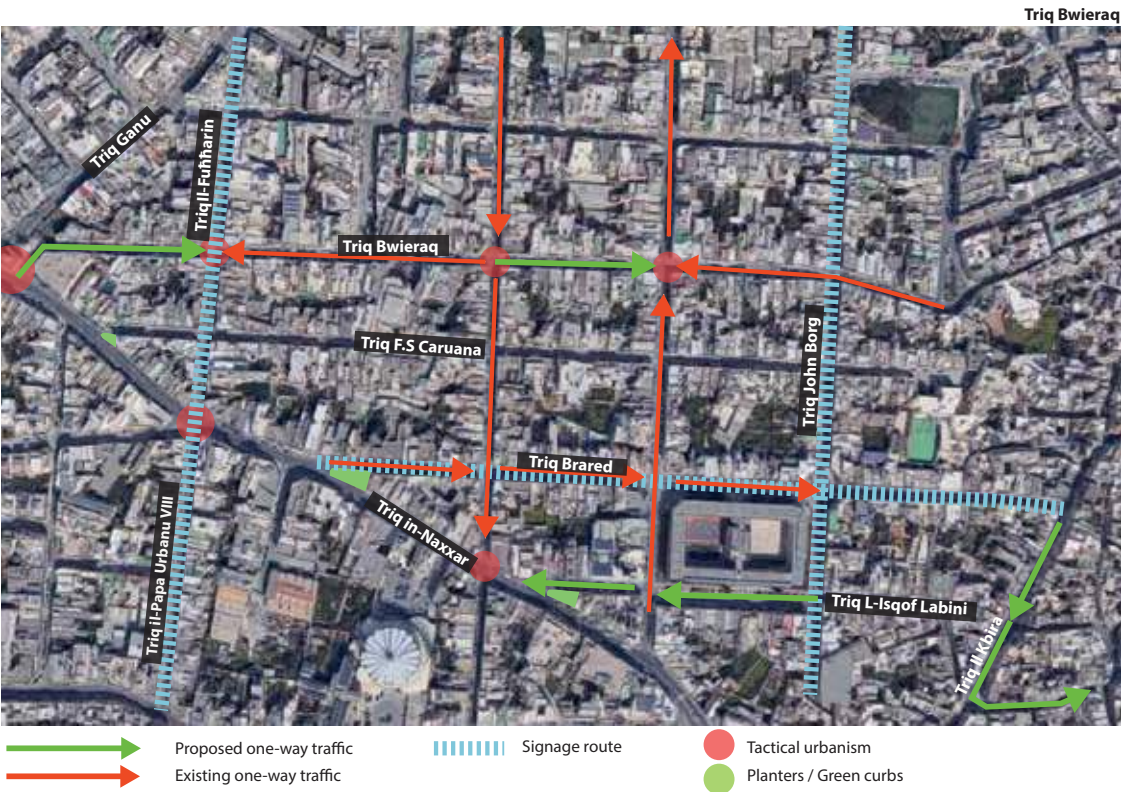 Triq Bwieraq
Triq Ganu
Triq Il-Fuħħarin
Triq Bwieraq
Triq F.S Caruana
Triq John Borg
Triq Brared
Triq in-Naxxar
Triq il-Papa Urbanu VIII
Triq L-Isqof Labini
Triq Il Kbira
Proposed one-way traffic
Existing one-way traffic
Signage route
Tactical urbanism
Planters / Green curbs